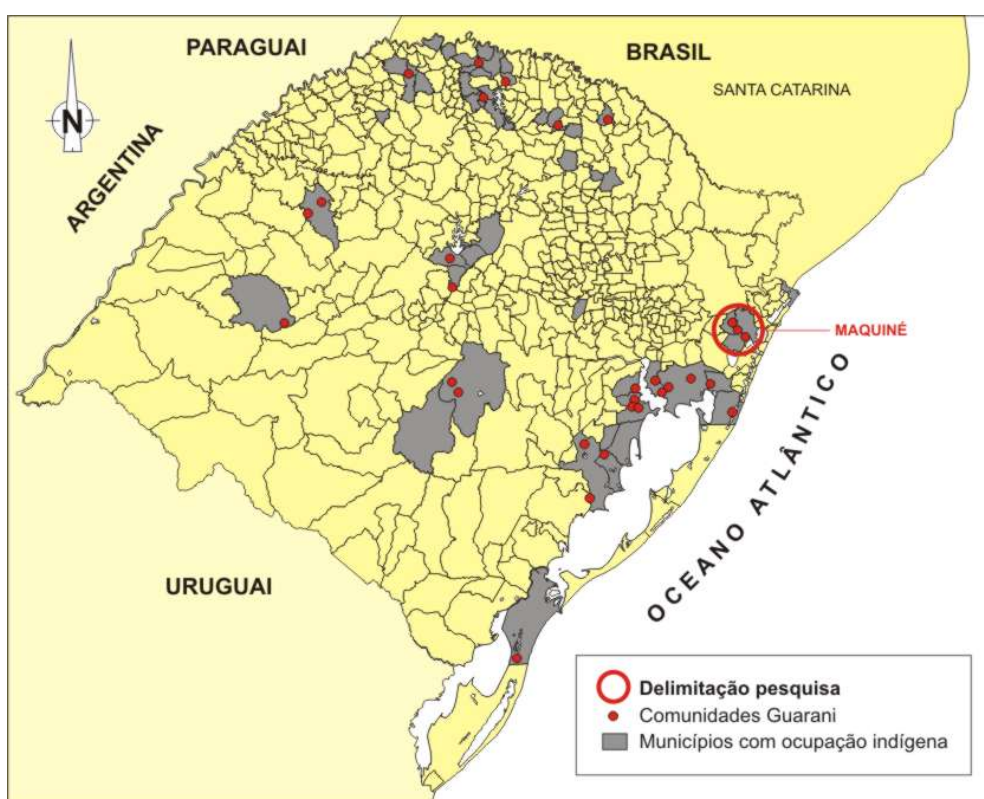 PARAGUAI
BRASIL
SANTA CATARINA
N
ARGENTINA
MAQUINÉ
OCEANO ATLÂNTICO
URUGUAI
Delimitação pesquisa
Comunidades Guarani
Municípios com ocupação indígena